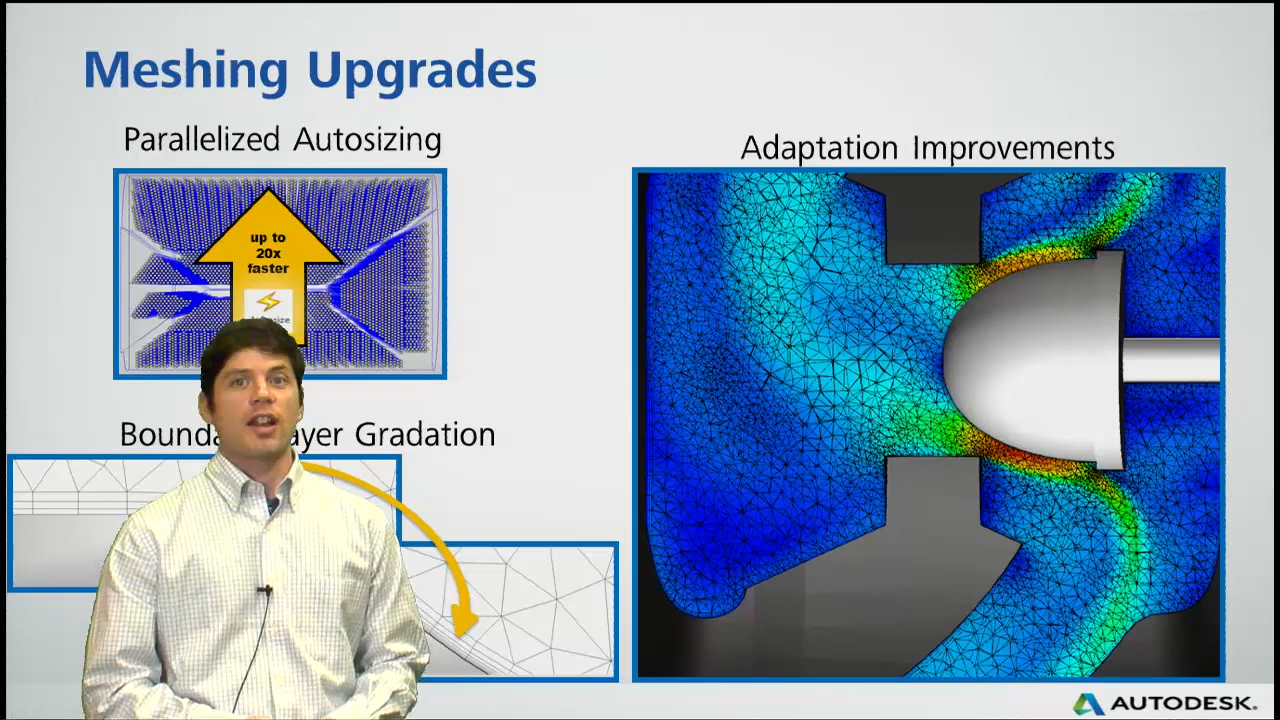 Meshing Upgrades
Parallelized Autosizing
Adaptation Improvements
up to
20x
faster
Gradation
AUTODESK.